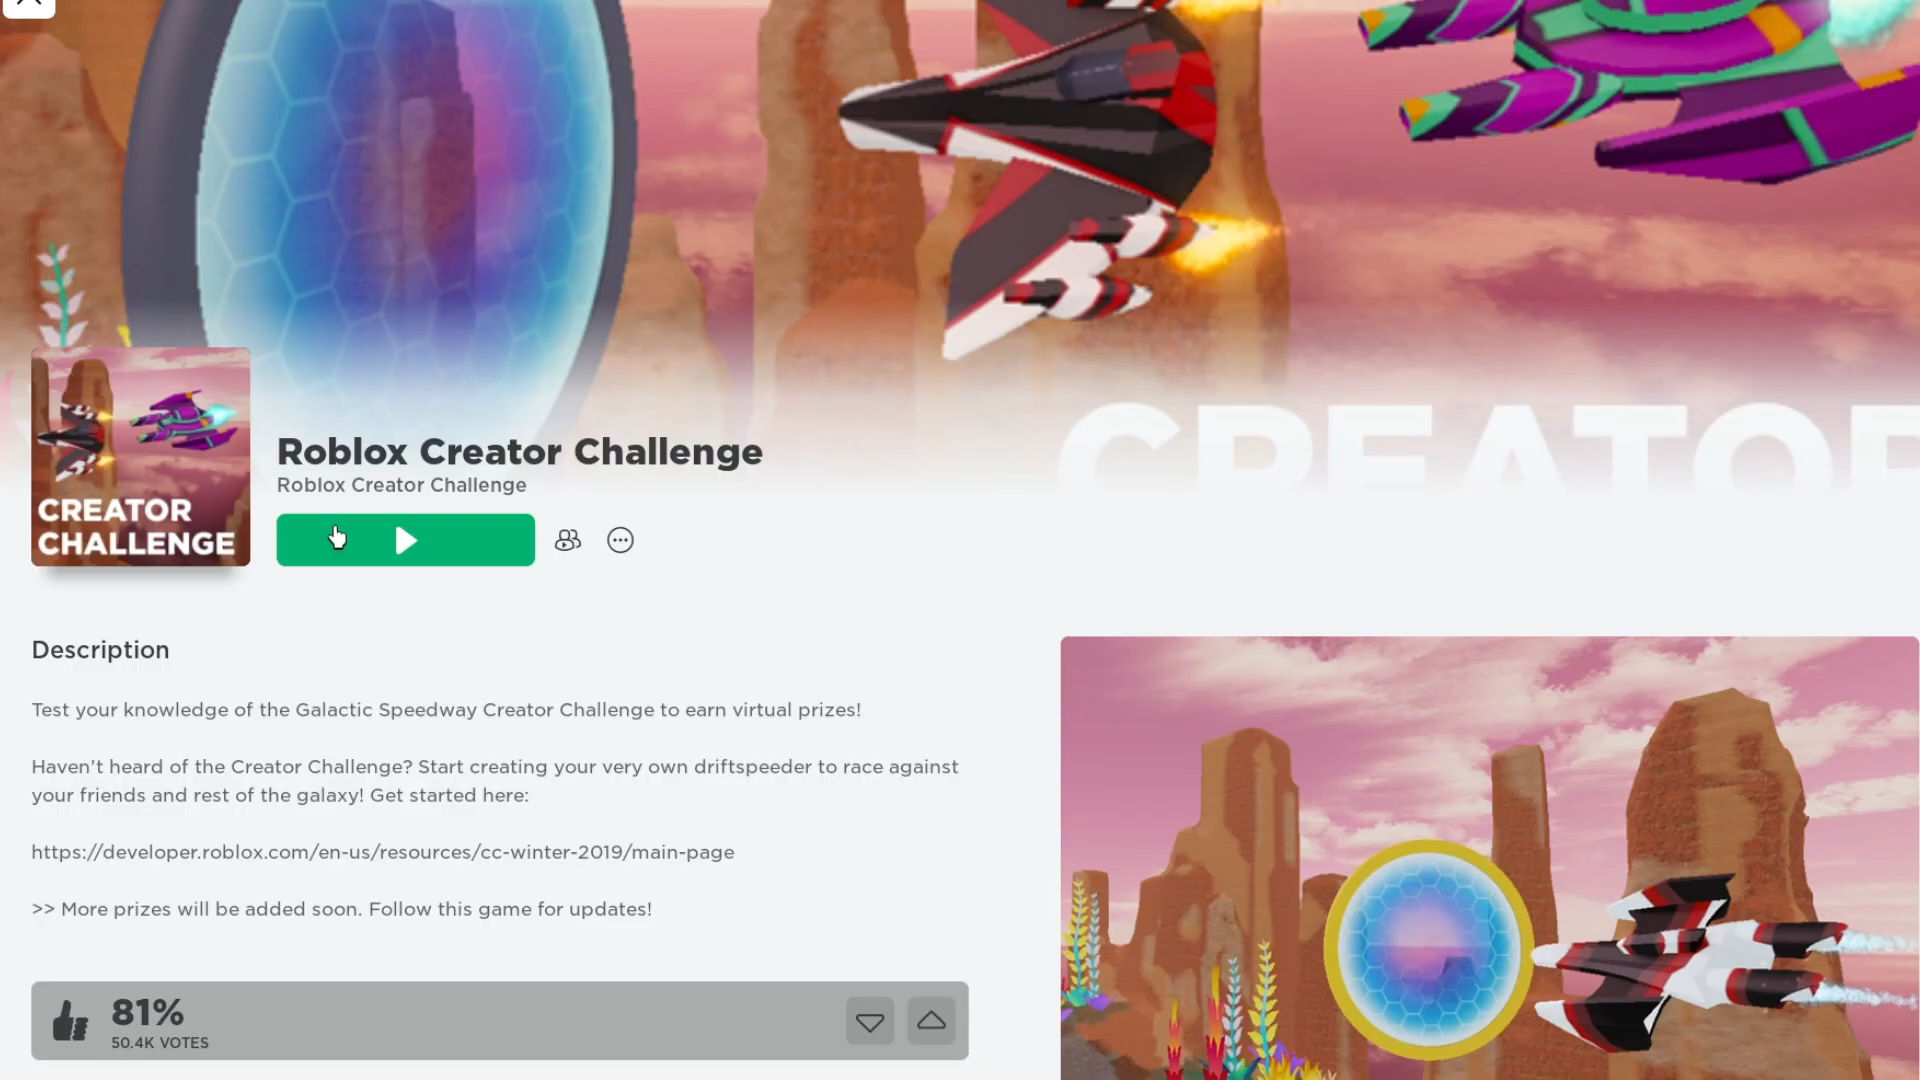 CREATOR
CREATOR
CHALLENGE
Roblox Creator Challenge
Roblox Creator Challenge
Description
Test your knowledge of the Galactic Speedway Creator Challenge to earn virtual prizes!
Haven't heard of the Creator Challenge? Start creating your very own driftspeeder to race against
your friends and rest of the galaxy! Get started here:
https://developer.roblox.com/en-us/resources/cc-winter-2019/main-page
>> More prizes will be added soon. Follow this game for updates!
81%
50.4K VOTES